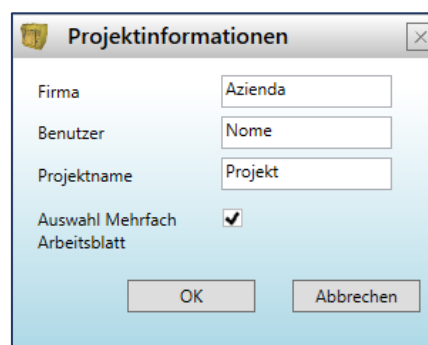 Projektinformationen
Firma Azienda
Benutzer Nome
Projektname Projekt
Auswahl Mehrfach
Arbeitsblatt
OK Abbrechen